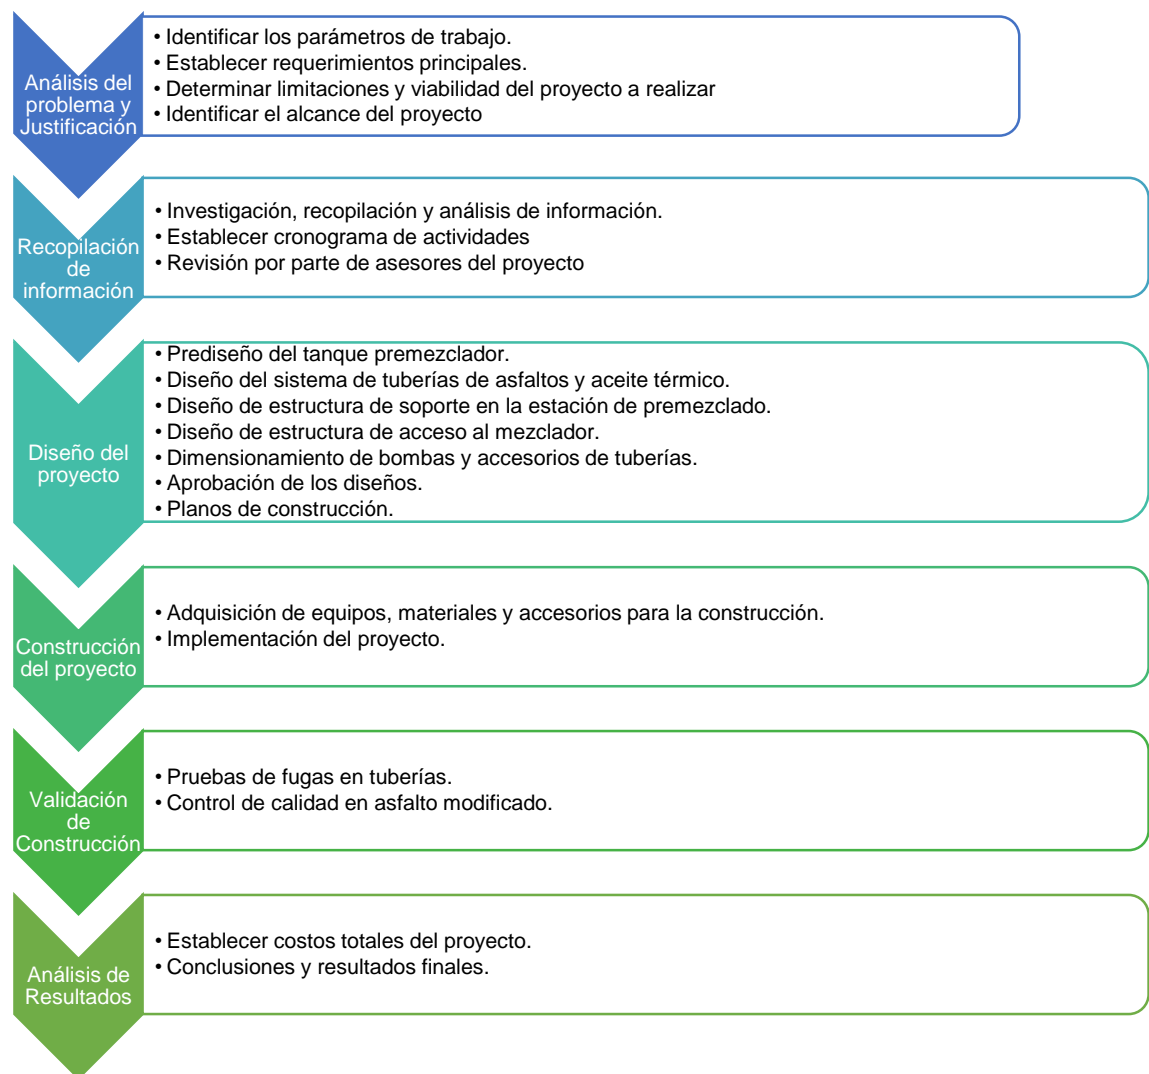 Análisis del
problema y
Justificación
• Identificar los parámetros de trabajo.
• Establecer requerimientos principales.
• Determinar limitaciones y viabilidad del proyecto a realizar
• Identificar el alcance del proyecto
Recopilación
de
información
• Investigación, recopilación y análisis de información.
• Establecer cronograma de actividades
• Revisión por parte de asesores del proyecto
Diseño del
proyecto
• Prediseño del tanque premezclador.
• Diseño del sistema de tuberías de asfaltos y aceite térmico.
• Diseño de estructura de soporte en la estación de premezclado.
• Diseño de estructura de acceso al mezclador.
• Dimensionamiento de bombas y accesorios de tuberías.
• Aprobación de los diseños.
• Planos de construcción.
Construcción
del proyecto
• Adquisición de equipos, materiales y accesorios para la construcción.
• Implementación del proyecto.
Validación
de
Construcción
• Pruebas de fugas en tuberías.
• Control de calidad en asfalto modificado.
Análisis de
Resultados
• Establecer costos totales del proyecto.
• Conclusiones y resultados finales.